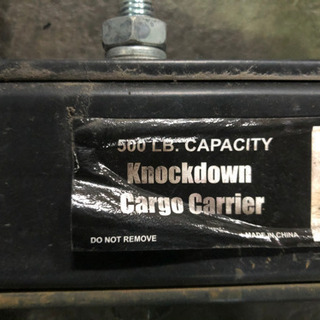 500 LB. CAPACITY
Knockdown
Cargo Carrier
DO NOT REMOVE
MADE IN CHINA